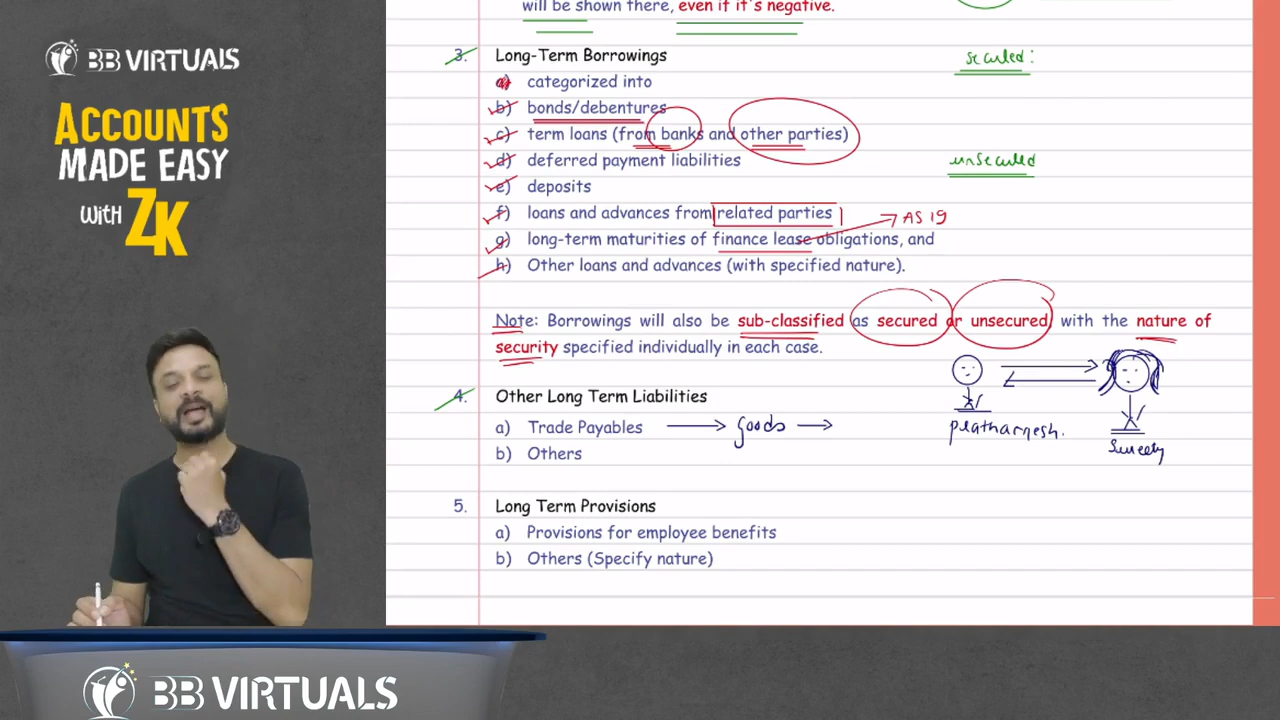 BB VIRTUALS
ACCOUNTS
MADE EASY
WITH ZK
will be shown there, even if it's negative.
3. Long-Term Borrowings
a) categorized into
b) bonds/debentures
c) term loans (from banks and other parties)
d) deferred payment liabilities
e) deposits
f) loans and advances from related parties
g) long-term maturities of finance lease obligations, and
h) Other loans and advances (with specified nature).
secured:
unsecured
AS 19
Note: Borrowings will also be sub-classified as secured or unsecured, with the nature of
security specified individually in each case.
4. Other Long Term Liabilities
a) Trade Payables → goods →
b) Others
Sweety
5. Long Term Provisions
a) Provisions for employee benefits
b) Others (Specify nature)
BB VIRTUALS